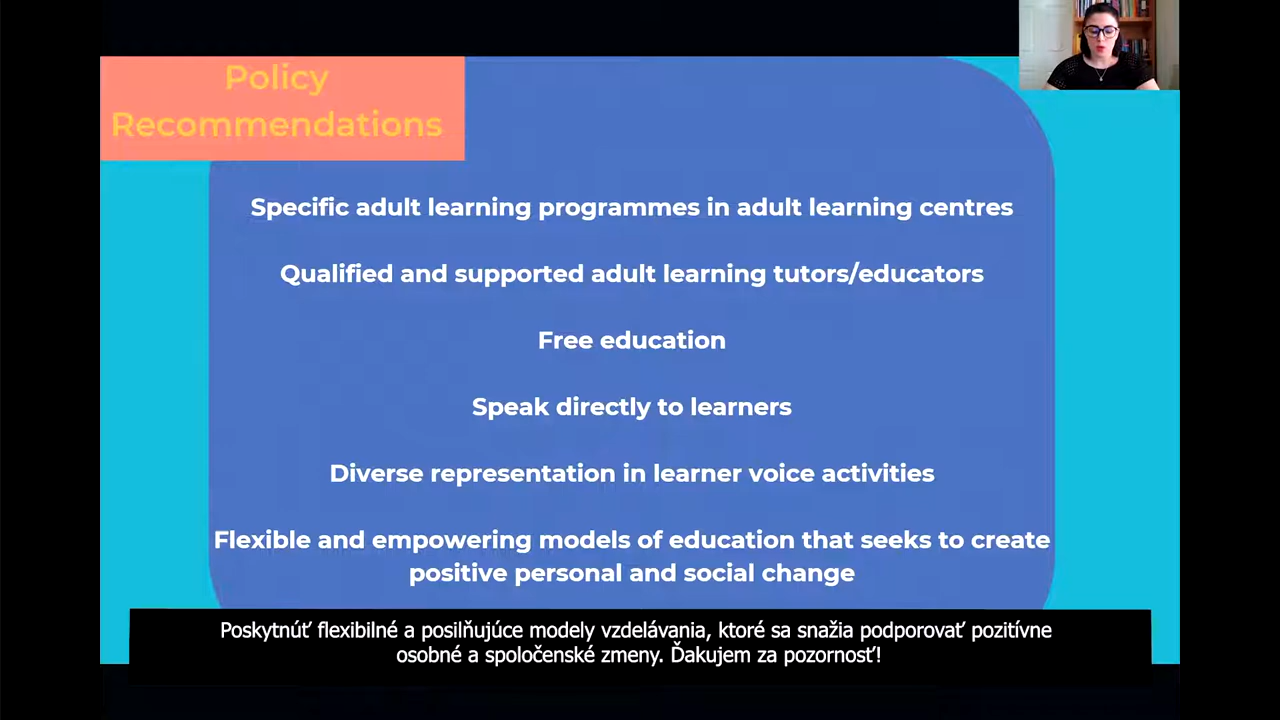 Policy
Recommendations
Specific adult learning programmes in adult learning centres
Qualified and supported adult learning tutors/educators
Free education
Speak directly to learners
Diverse representation in learner voice activities
Flexible and empowering models of education that seeks to create
positive personal and social change
Poskytnúť flexibilné a posilňujúce modely vzdelávania, ktoré sa snažia podporovať pozitívne
osobné a spoločenské zmeny. Ďakujem za pozornosť!